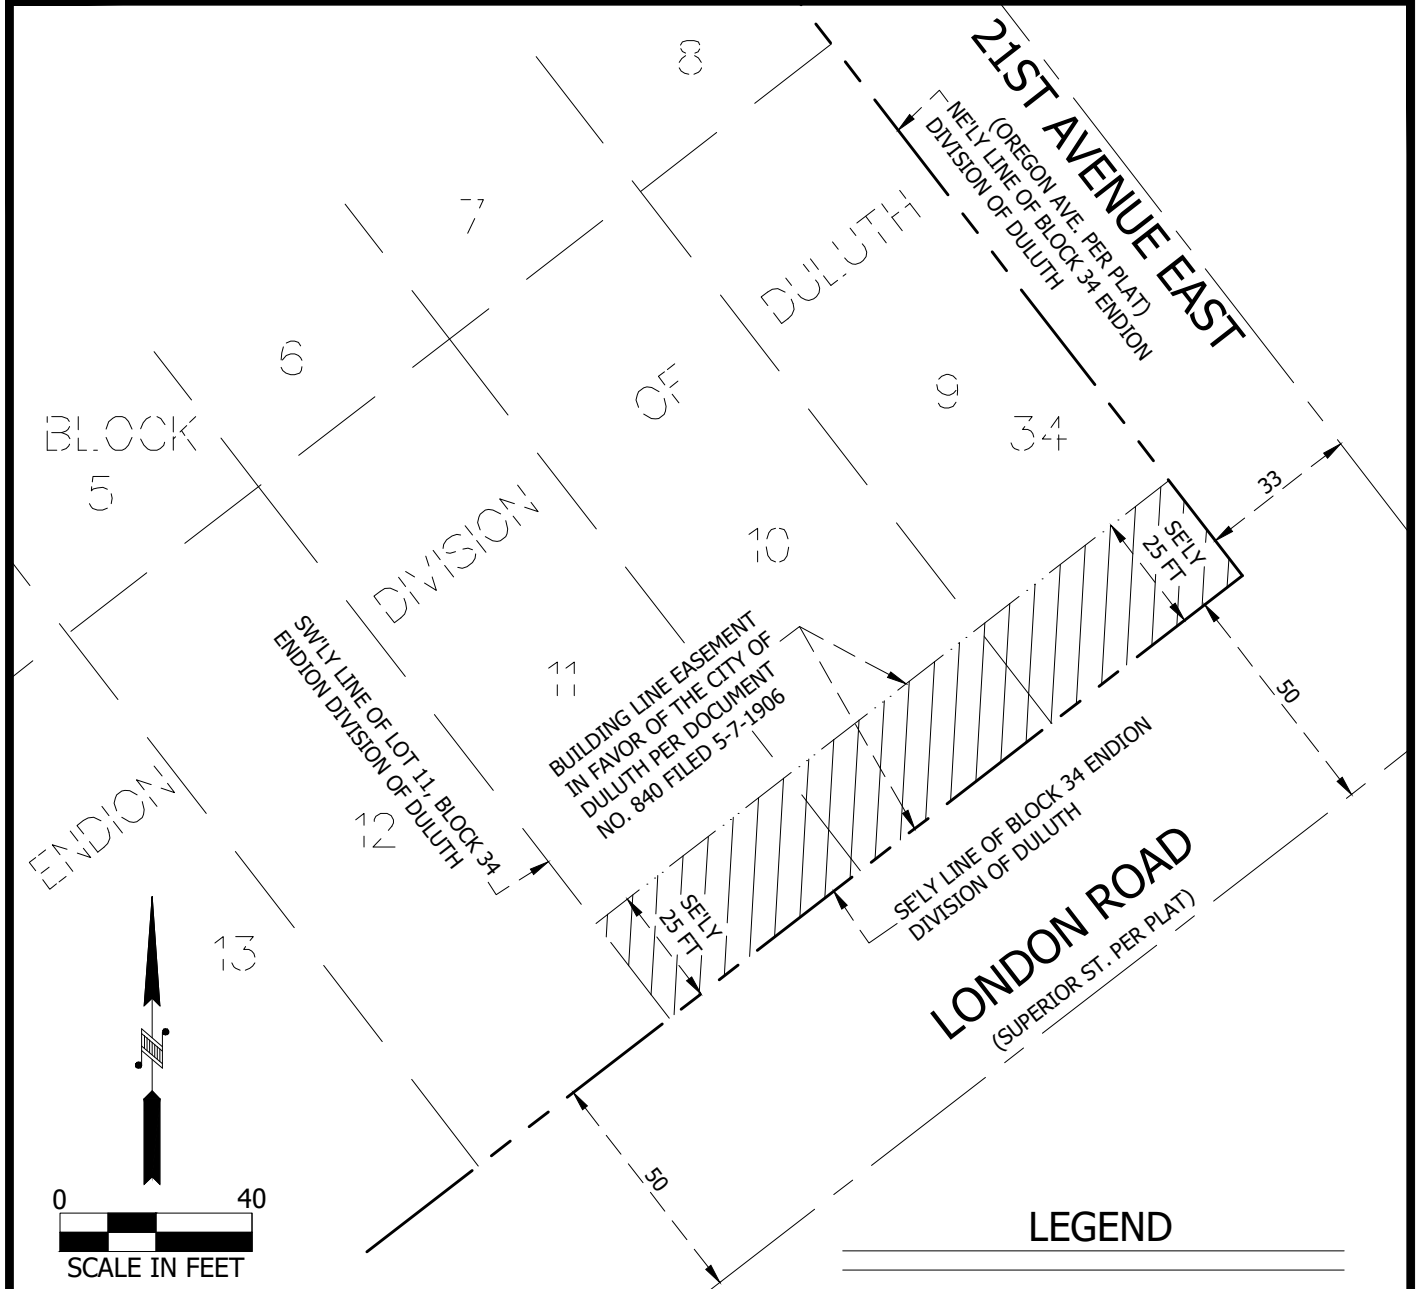 8
21ST AVENUE EAST
(OREGON AVE. PER PLAT)
NE'LY LINE OF BLOCK 34 ENDION
DIVISION OF DULUTH
7
DULUTH
6
OF
9
BLOCK
34
5
33
DIVISION
10
SE'LY
25 FT
SW'LY LINE OF LOT 11, BLOCK 34
ENDION DIVISION OF DULUTH
11
BUILDING LINE EASEMENT
IN FAVOR OF THE CITY OF
DULUTH PER DOCUMENT
NO. 840 FILED 5-7-1906
50
ENDION
12
SE'LY LINE OF BLOCK 34 ENDION
DIVISION OF DULUTH
SE'LY
25 FT
13
LONDON ROAD
(SUPERIOR ST. PER PLAT)
50
0 40
SCALE IN FEET
LEGEND